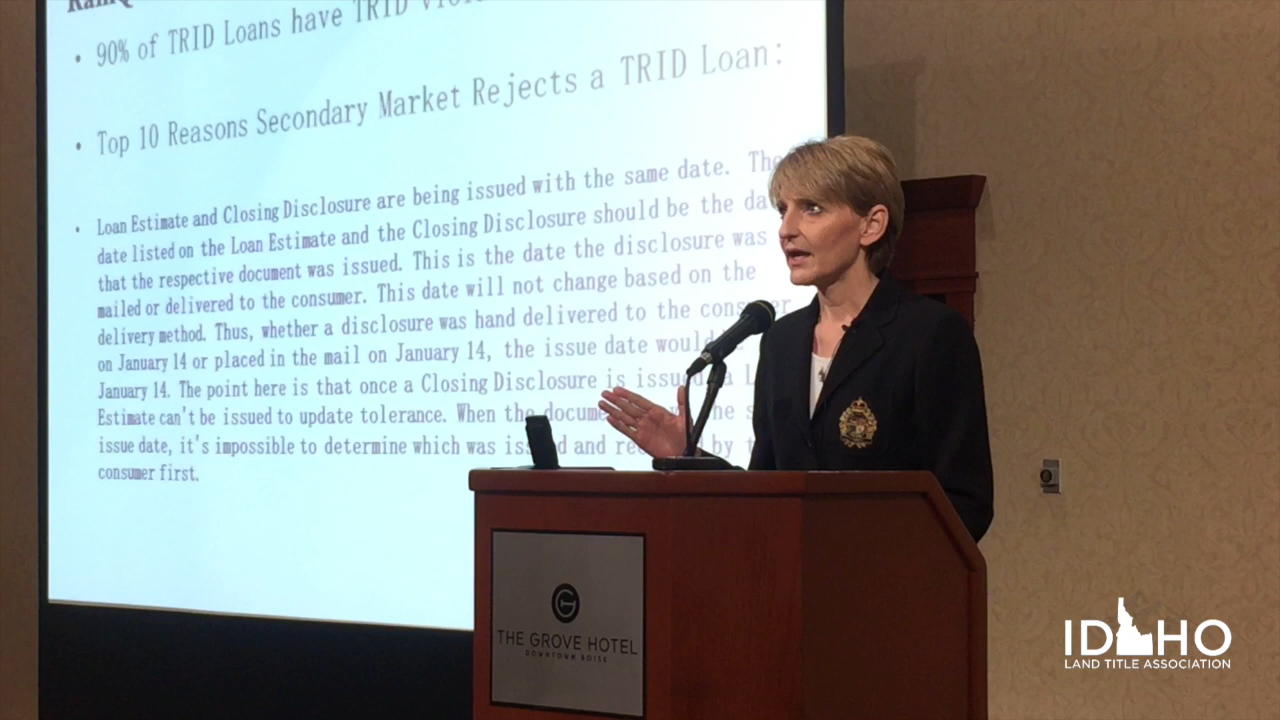 • 90% of TRID Loans have TRID
• Top 10 Reasons Secondary Market Rejects a TRID Loan:
• Loan Estimate and Closing Disclosure are being issued with the same date. The
date listed on the Loan Estimate and the Closing Disclosure should be the
that the respective document was issued. This is the date the disclosure was
mailed or delivered to the consumer. This date will not change based on the
delivery method. Thus, whether a disclosure was hand delivered to the consumer
on January 14 or placed in the mail on January 14, the issue date would
January 14. The point here is that once a Closing Disclosure is issued a
Estimate can't be issued to update tolerance. When the
issue date, it's impossible to determine which was issued and by
consumer first.
G
THE GROVE HOTEL
DOWNTOWN BOISE
IDAHO
LAND TITLE ASSOCIATION